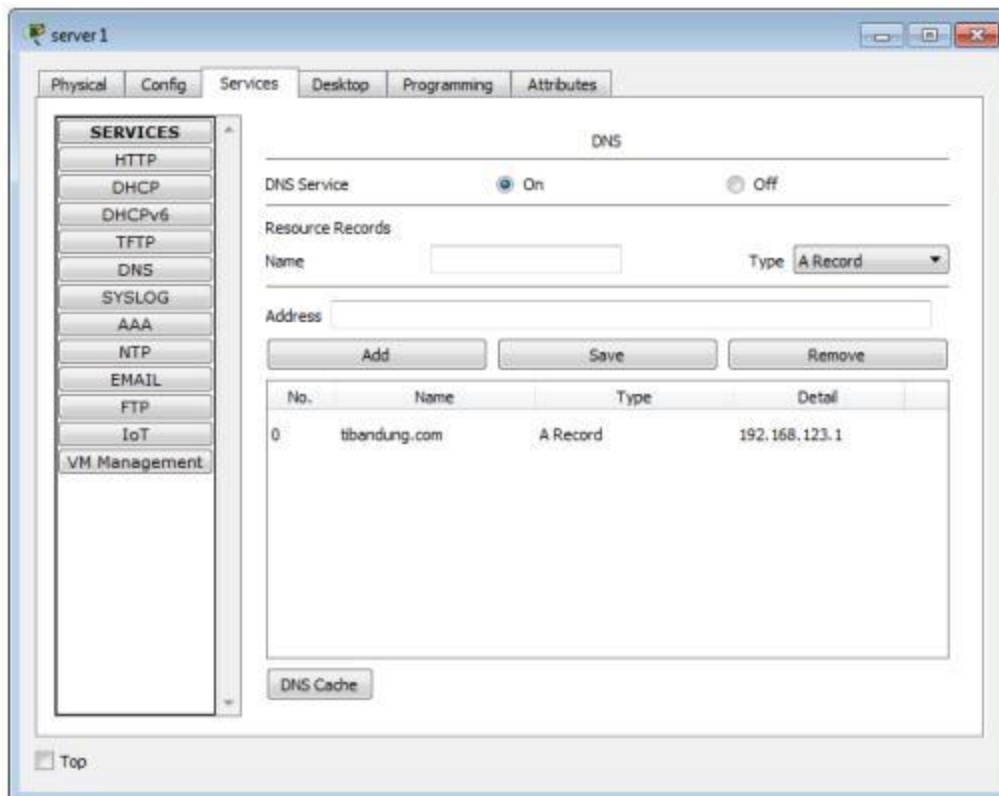 server1
Physical Config Services Desktop Programming Attributes
SERVICES
HTTP
DHCP
DHCPv6
TFTP
DNS
SYSLOG
AAA
NTP
EMAIL
FTP
IoT
VM Management
DNS
DNS Service On Off
Resource Records
Name Type A Record
Address
Add Save Remove
No. Name Type Detail
0 tibandung.com A Record 192.168.123.1
DNS Cache
Top